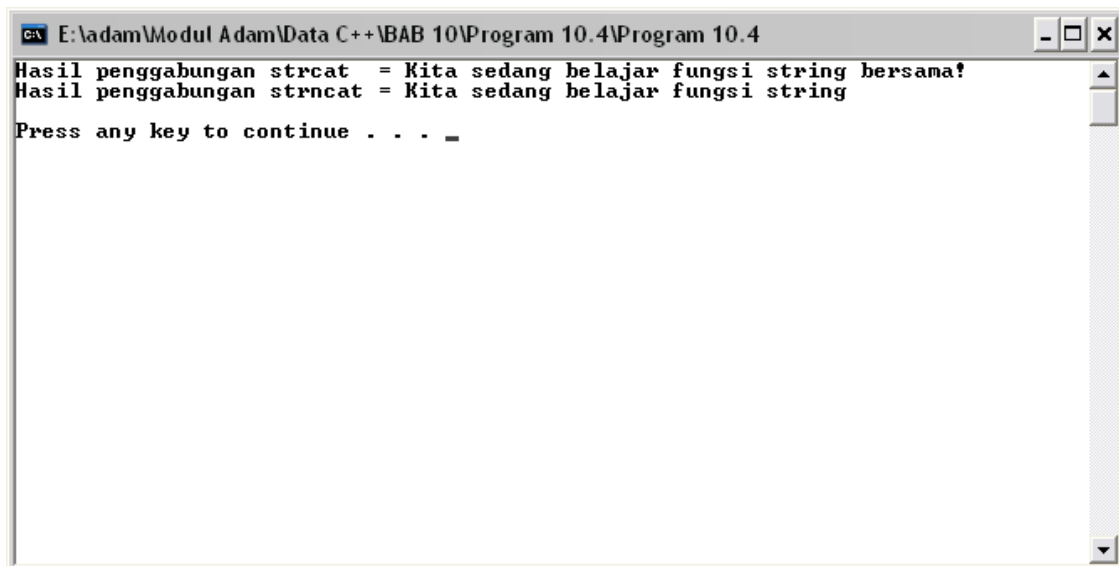 E:\adam\Modul Adam\Data C++\BAB 10\Program 10.4\Program 10.4
Hasil penggabungan strcat  = Kita sedang belajar fungsi string bersama!
Hasil penggabungan strncat = Kita sedang belajar fungsi string
Press any key to continue . . . _